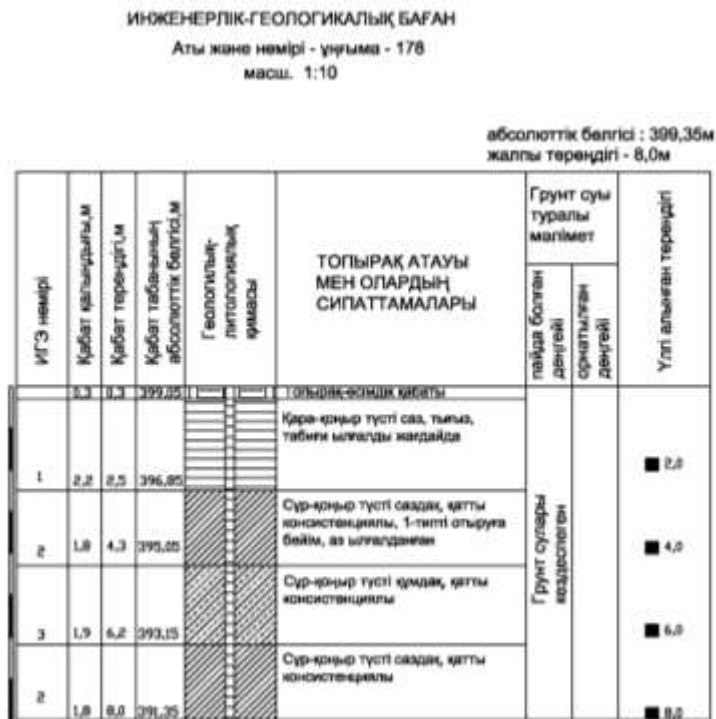 ИНЖЕНЕРЛІК-ГЕОЛОГИКАЛЫҚ БАҒАН
Аты және немірі - ұңғыма - 178
масш. 1:10
абсолюттік белгісі : 399,35м
жалпы тереңдігі - 8,0м
ИГЭ немірі
Қабат қалыңдығы,м
Қабат тереңдігі,м
Қабат табанының
абсолюттік белгісі,м
Геологилық-
литологиялық
қимасы
ТОПЫРАҚ АТАУЫ
МЕН ОЛАРДЫҢ
СИПАТТАМАЛАРЫ
Грунт суы
туралы
мәлімет
пайда болған
деңгейі
орнатылған
деңгейі
Үлгі алынған тереңдігі
0,3 0,3 399,05 Топырақ-өсімдік қабаты
Қара-қоңыр түсті саз, тығыз,
табиғи ылғалды жағдайда
1 2,2 2,5 396,85 2,0
Сұр-қоңыр түсті саздақ, қатты
консистенциялы, 1-типті отыруға
бейім, аз ылғалданған
2 1,8 4,3 395,05 4,0
Сұр-қоңыр түсті құмдақ, қатты
консистенциялы
3 1,9 6,2 393,15 6,0
Сұр-қоңыр түсті саздақ, қатты
консистенциялы
2 1,8 8,0 391,35 8,0
Грунт сулары
кездеспеген